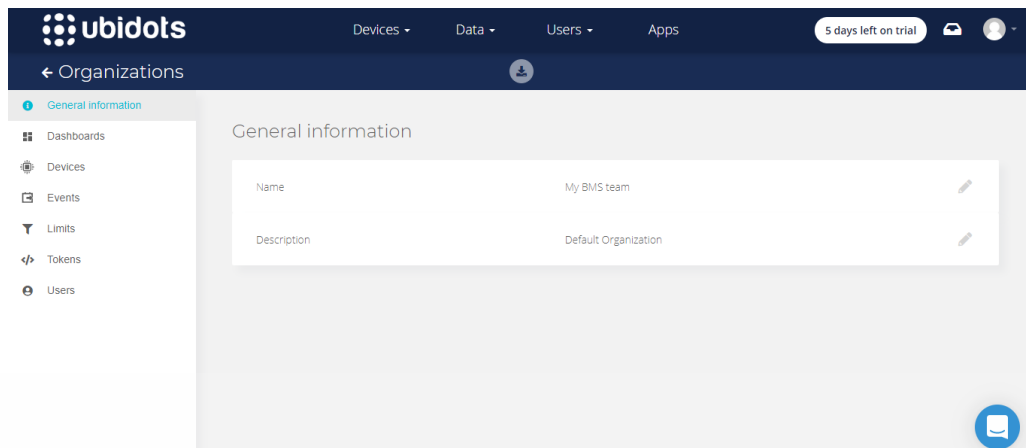 ubidots Devices Data Users Apps 5 days left on trial
Organizations
General information
Dashboards
Devices
Events
Limits
Tokens
Users
General information
Name My BMS team
Description Default Organization